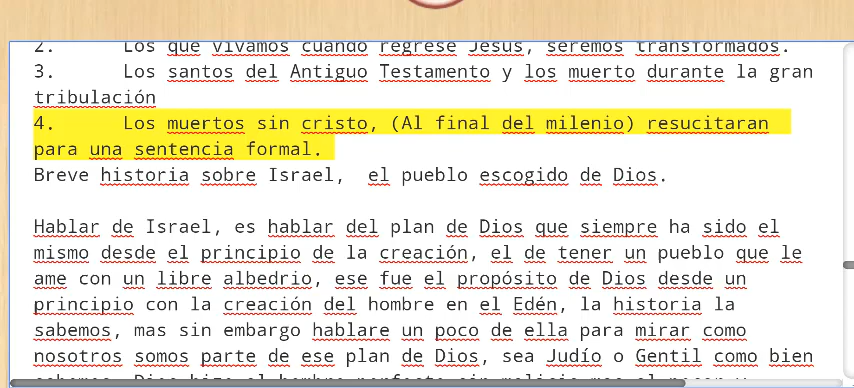 2. Los que vivamos cuando regrese Jesús, seremos transformados.
3. Los santos del Antiguo Testamento y los muerto durante la gran
tribulación
4. Los muertos sin cristo, (Al final del milenio) resucitaran
para una sentencia formal.
Breve historia sobre Israel, el pueblo escogido de Dios.
Hablar de Israel, es hablar del plan de Dios que siempre ha sido el
mismo desde el principio de la creación, el de tener un pueblo que le
ame con un libre albedrio, ese fue el propósito de Dios desde un
principio con la creación del hombre en el Edén, la historia la
sabemos, mas sin embargo hablare un poco de ella para mirar como
nosotros somos parte de ese plan de Dios, sea Judío o Gentil como bien